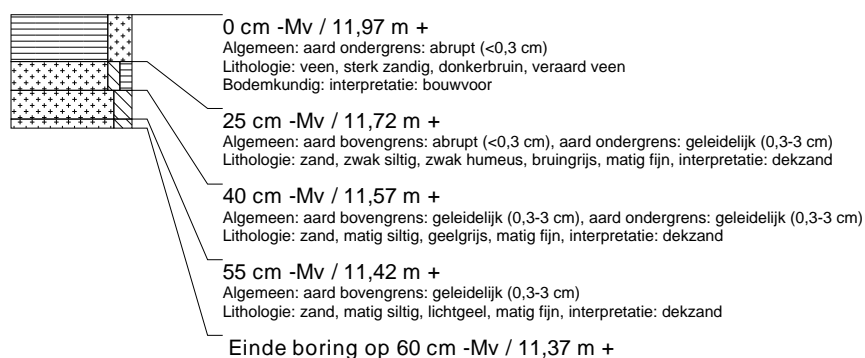 0 cm -Mv / 11,97 m +
Algemeen: aard ondergrens: abrupt (<0,3 cm)
Lithologie: veen, sterk zandig, donkerbruin, veraard veen
Bodemkundig: interpretatie: bouwvoor
25 cm -Mv / 11,72 m +
Algemeen: aard bovengrens: abrupt (<0,3 cm), aard ondergrens: geleidelijk (0,3-3 cm)
Lithologie: zand, zwak siltig, zwak humeus, bruingrijs, matig fijn, interpretatie: dekzand
40 cm -Mv / 11,57 m +
Algemeen: aard bovengrens: geleidelijk (0,3-3 cm), aard ondergrens: geleidelijk (0,3-3 cm)
Lithologie: zand, matig siltig, geelgrijs, matig fijn, interpretatie: dekzand
55 cm -Mv / 11,42 m +
Algemeen: aard bovengrens: geleidelijk (0,3-3 cm)
Lithologie: zand, matig siltig, lichtgeel, matig fijn, interpretatie: dekzand
Einde boring op 60 cm -Mv / 11,37 m +